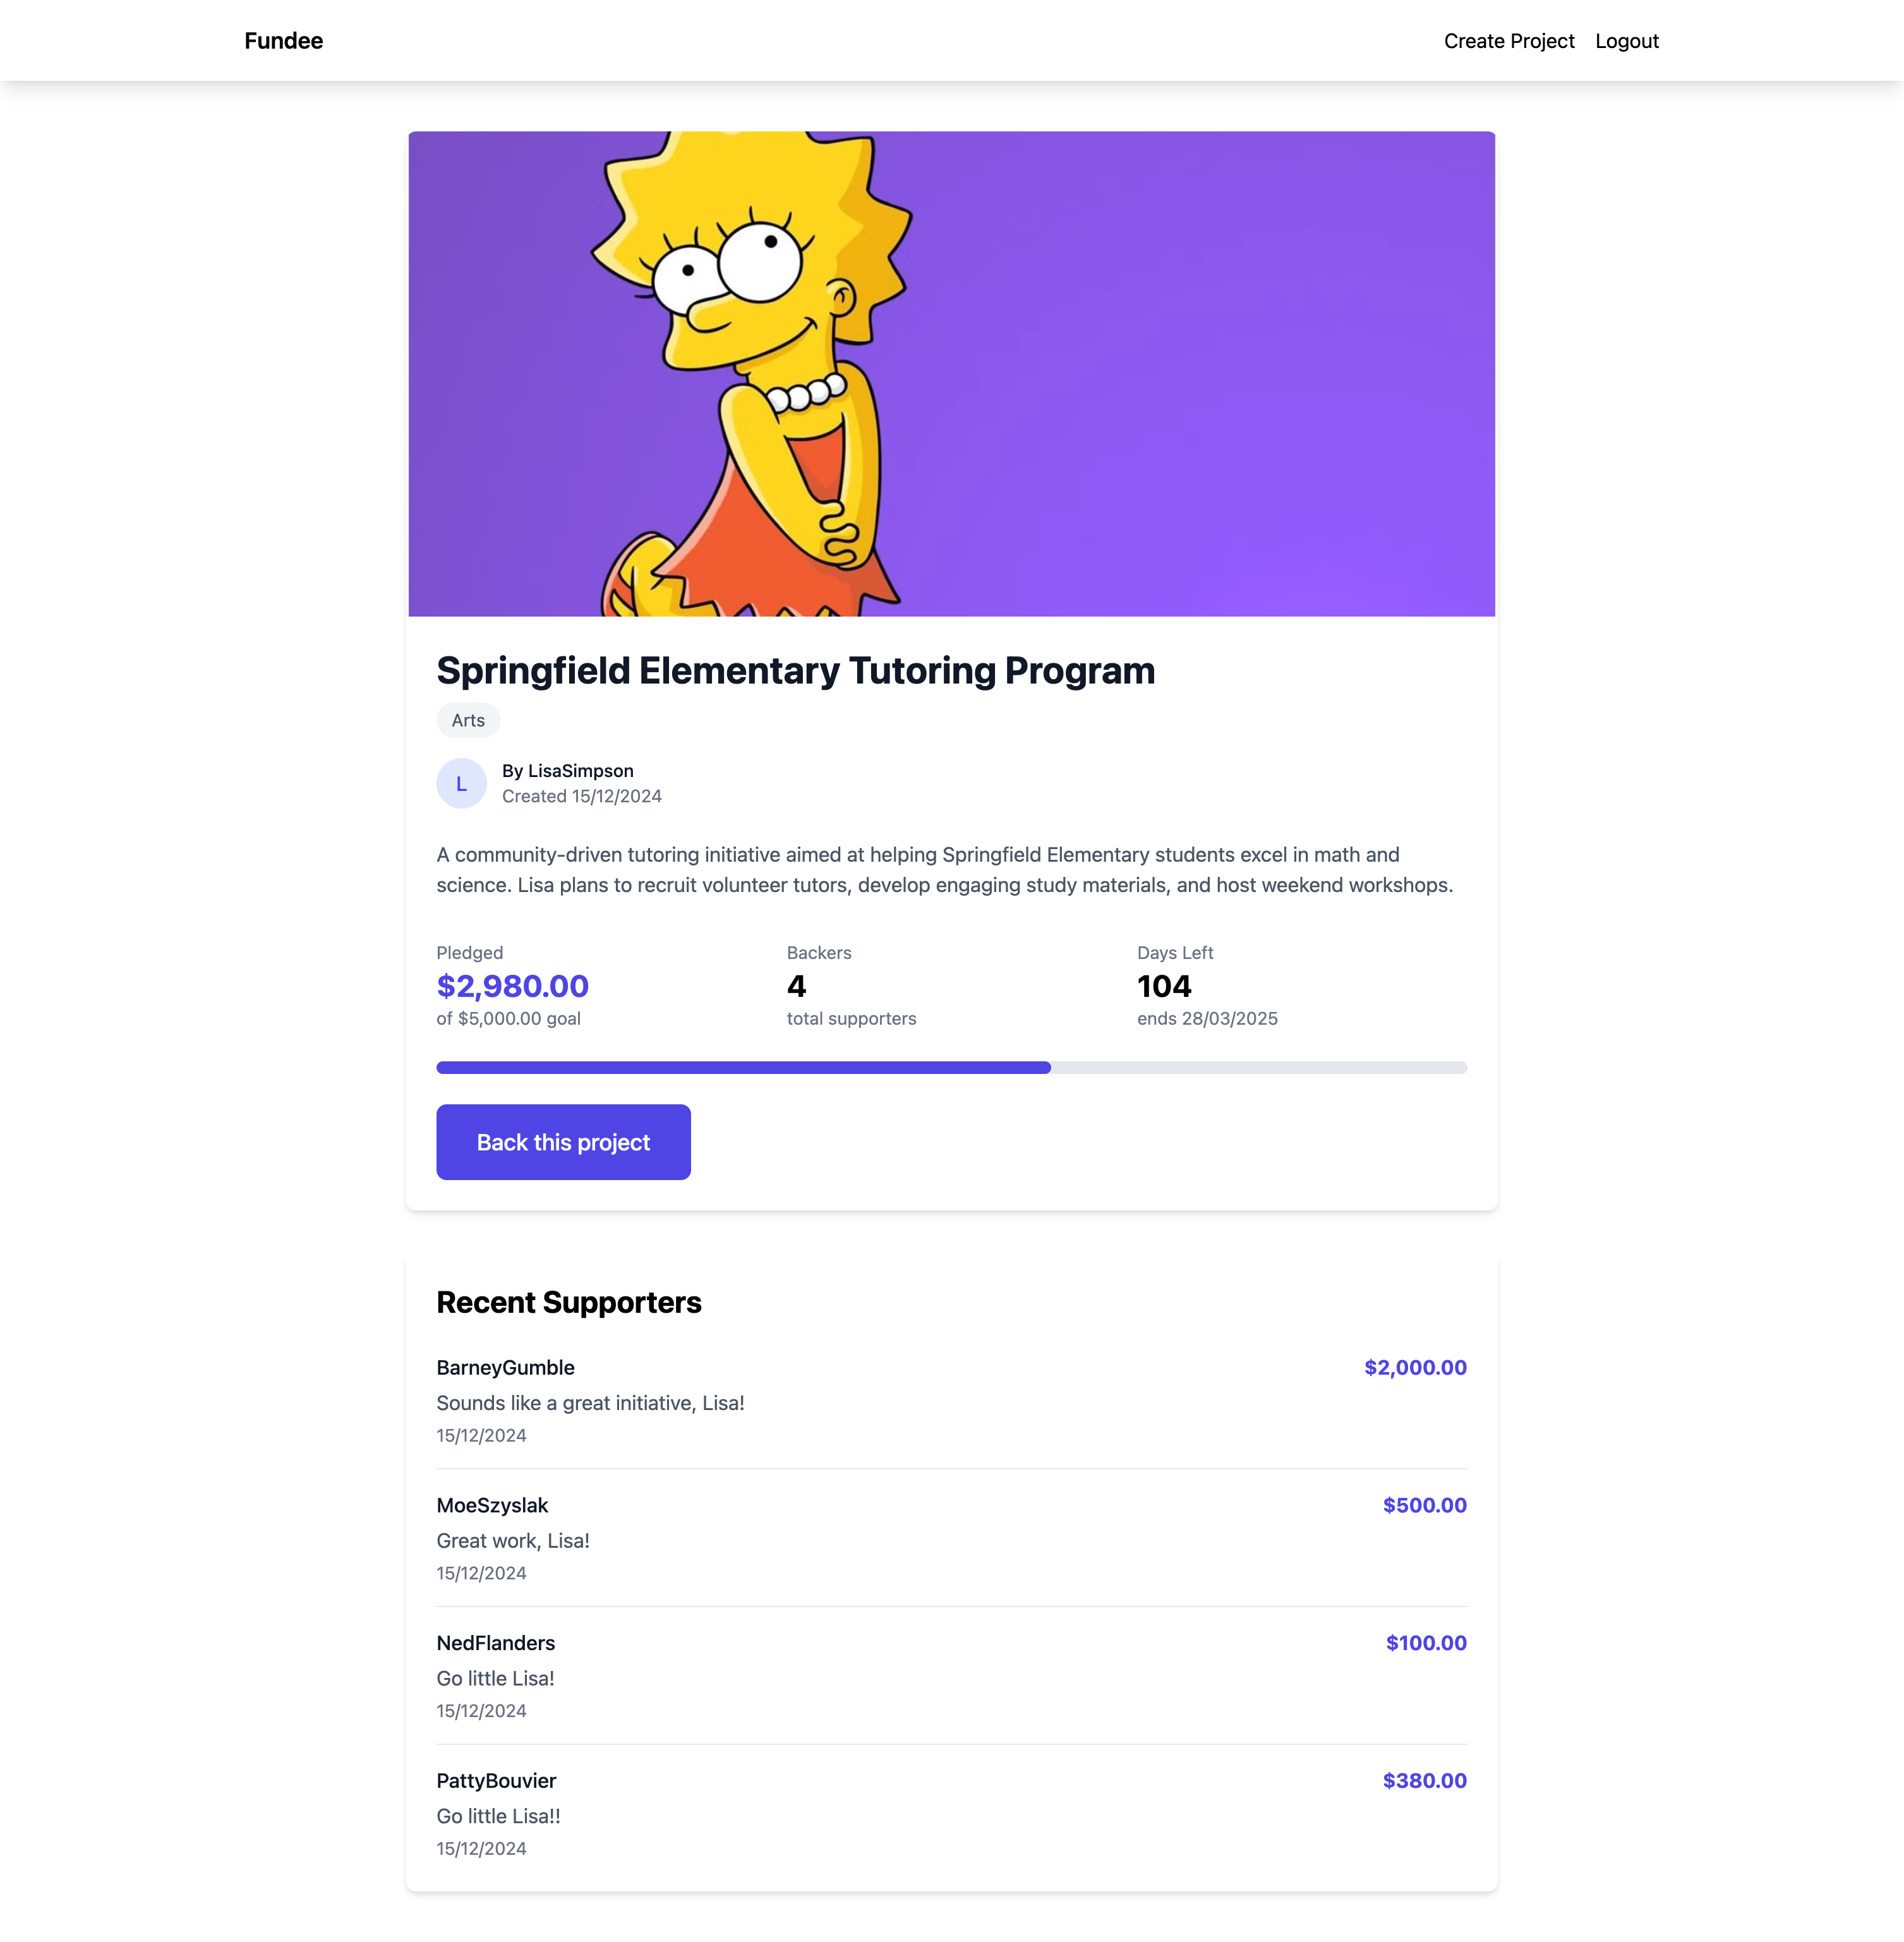 Fundee
Create Project
Logout
Springfield Elementary Tutoring Program
Arts
L
By LisaSimpson
Created 15/12/2024
A community-driven tutoring initiative aimed at helping Springfield Elementary students excel in math and
science. Lisa plans to recruit volunteer tutors, develop engaging study materials, and host weekend workshops.
Pledged
$2,980.00
of $5,000.00 goal
Backers
4
total supporters
Days Left
104
ends 28/03/2025
Back this project
Recent Supporters
BarneyGumble
$2,000.00
Sounds like a great initiative, Lisa!
15/12/2024
MoeSzyslak
$500.00
Great work, Lisa!
15/12/2024
NedFlanders
$100.00
Go little Lisa!
15/12/2024
PattyBouvier
$380.00
Go little Lisa!!
15/12/2024